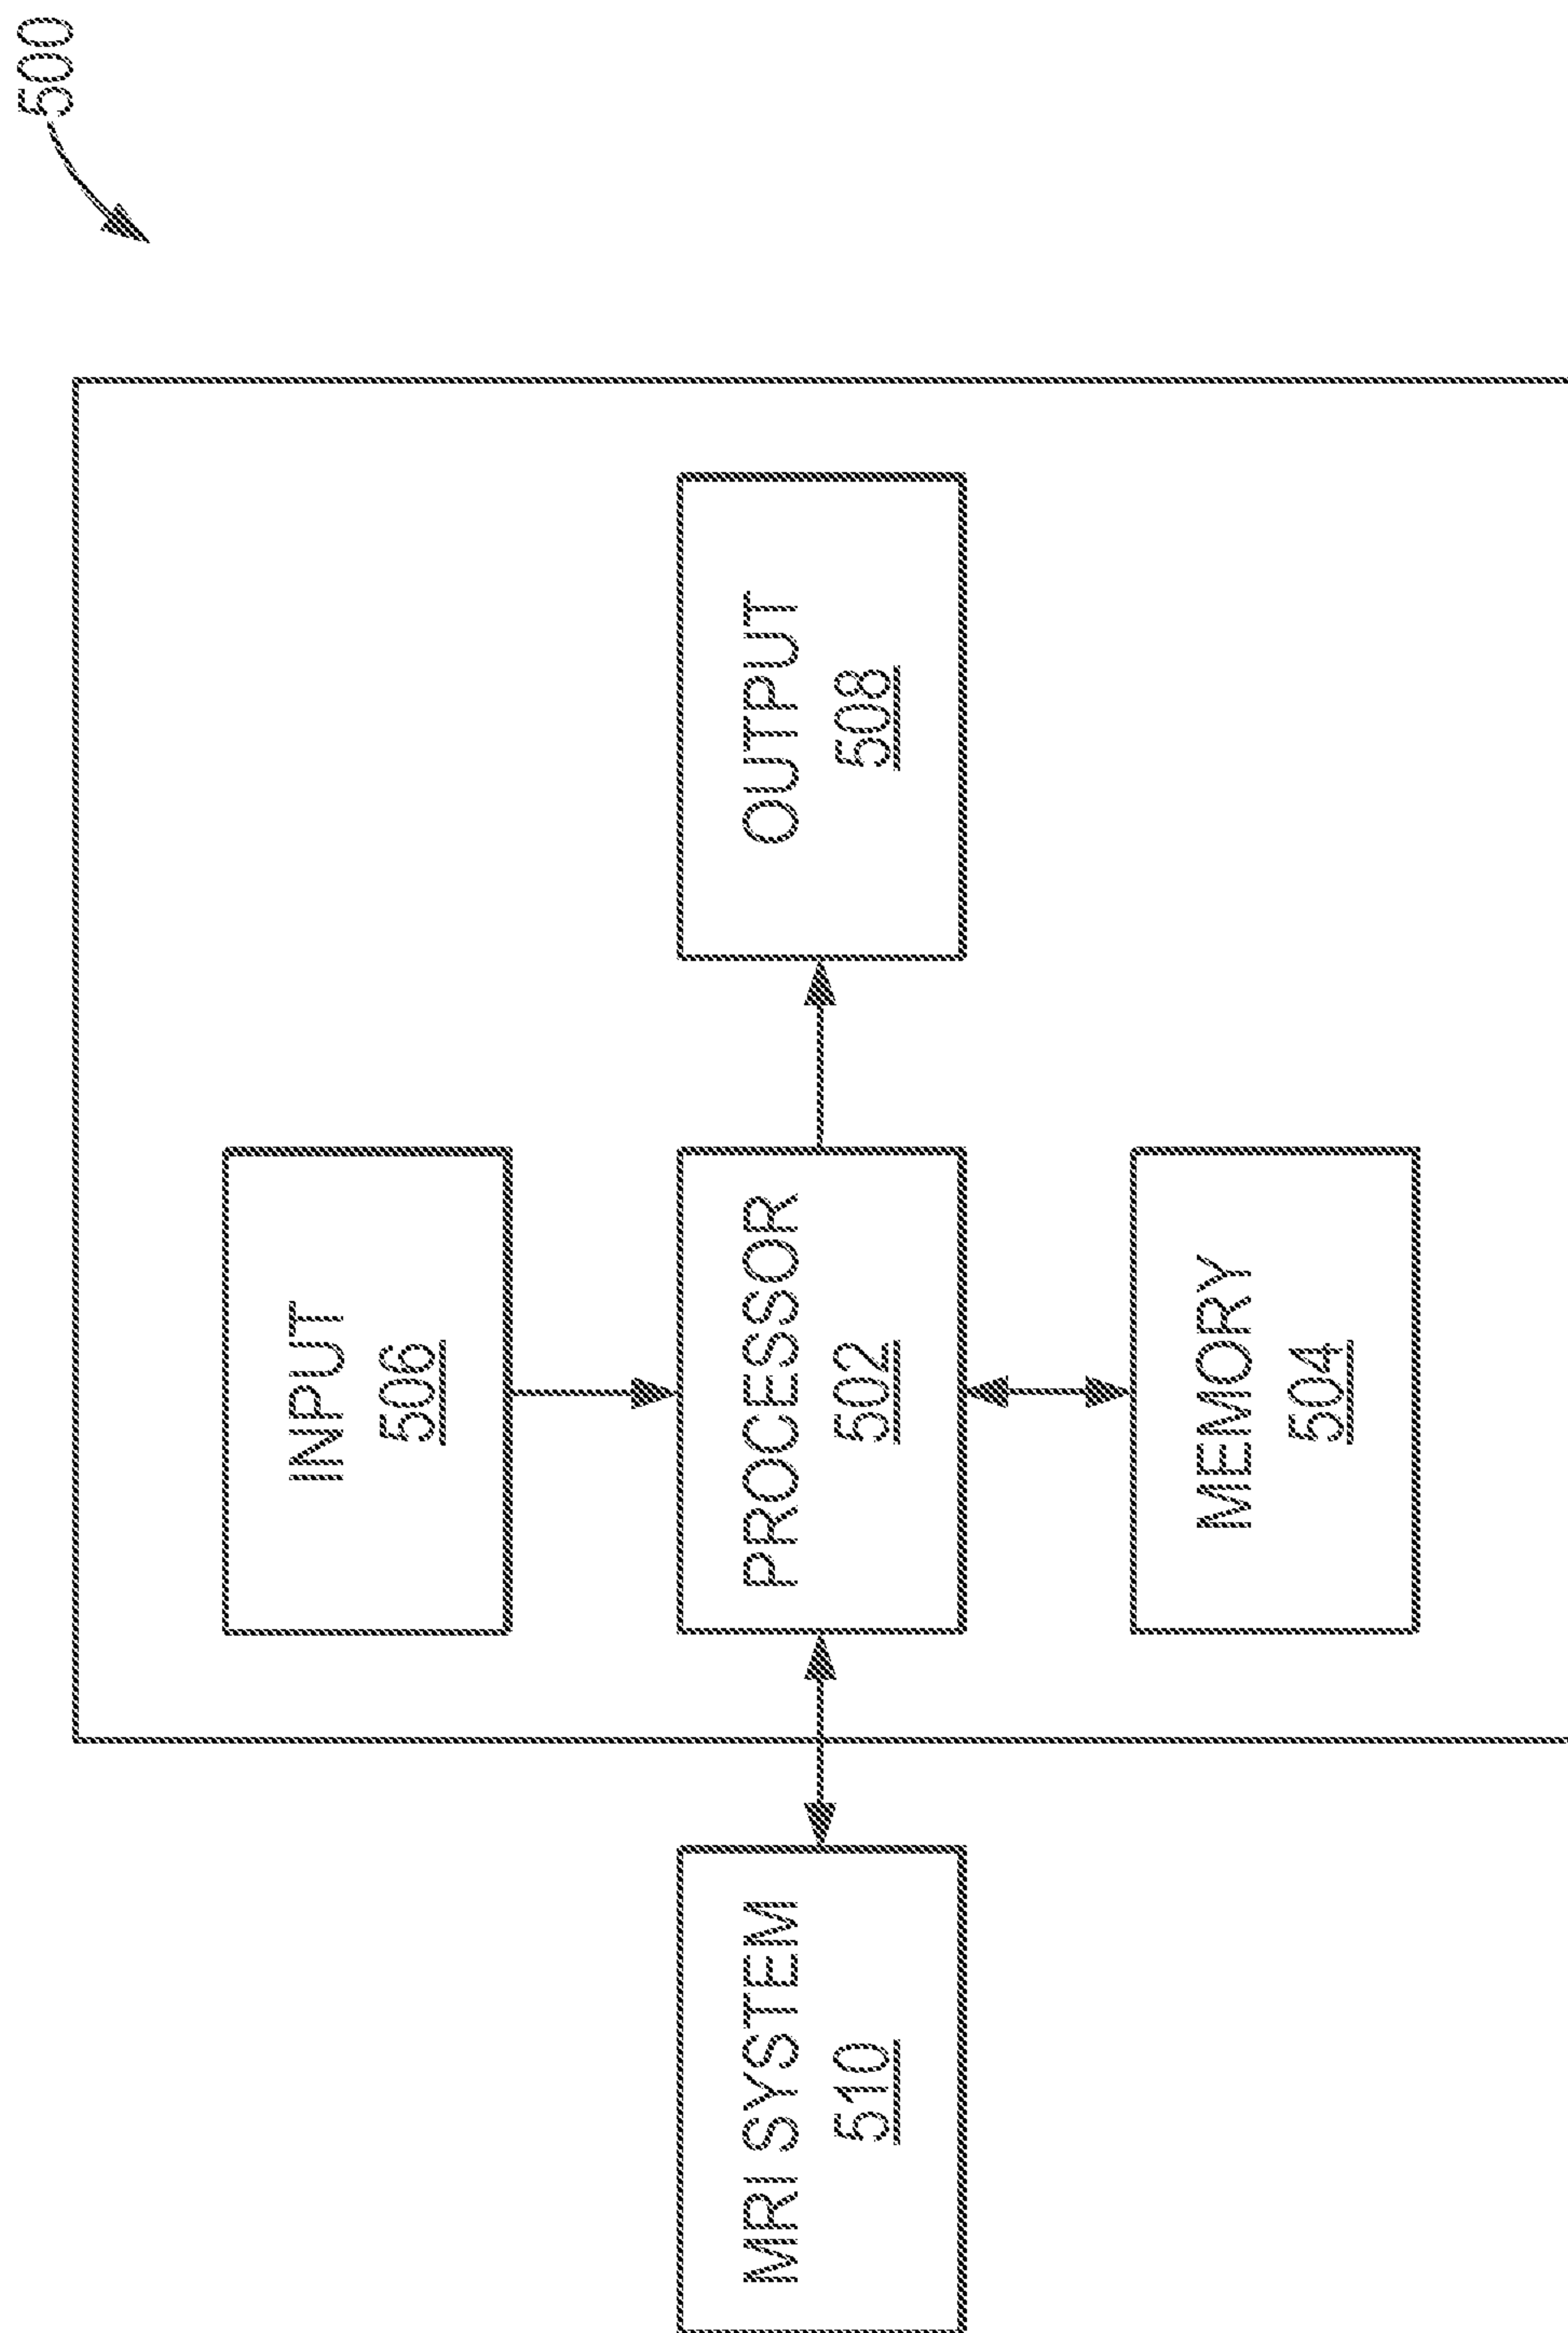 500
INPUT
506
MRI SYSTEM
510
PROCESSOR
502
OUTPUT
508
MEMORY
504